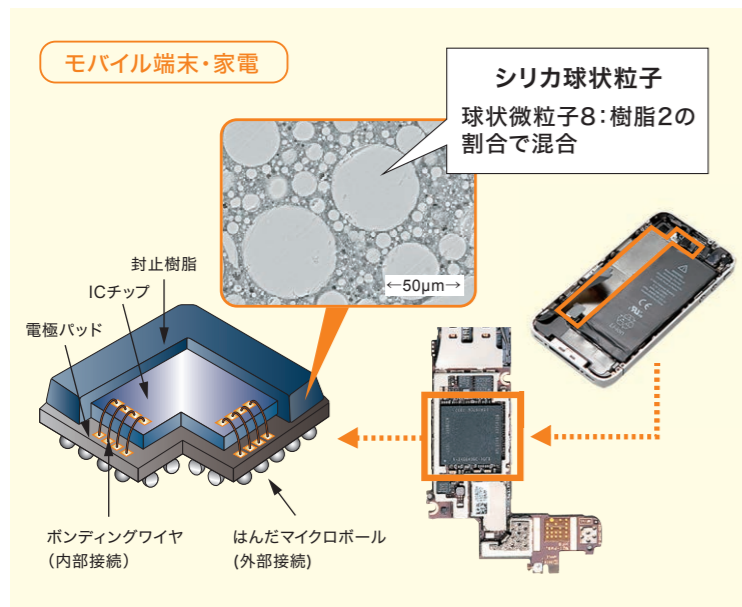 モバイル端末・家電
シリカ球状粒子
球状微粒子8：樹脂2の
割合で混合
←50μm→
封止樹脂
ICチップ
電極パッド
ボンディングワイヤ
（内部接続）
はんだマイクロボール
(外部接続)
Li-ion